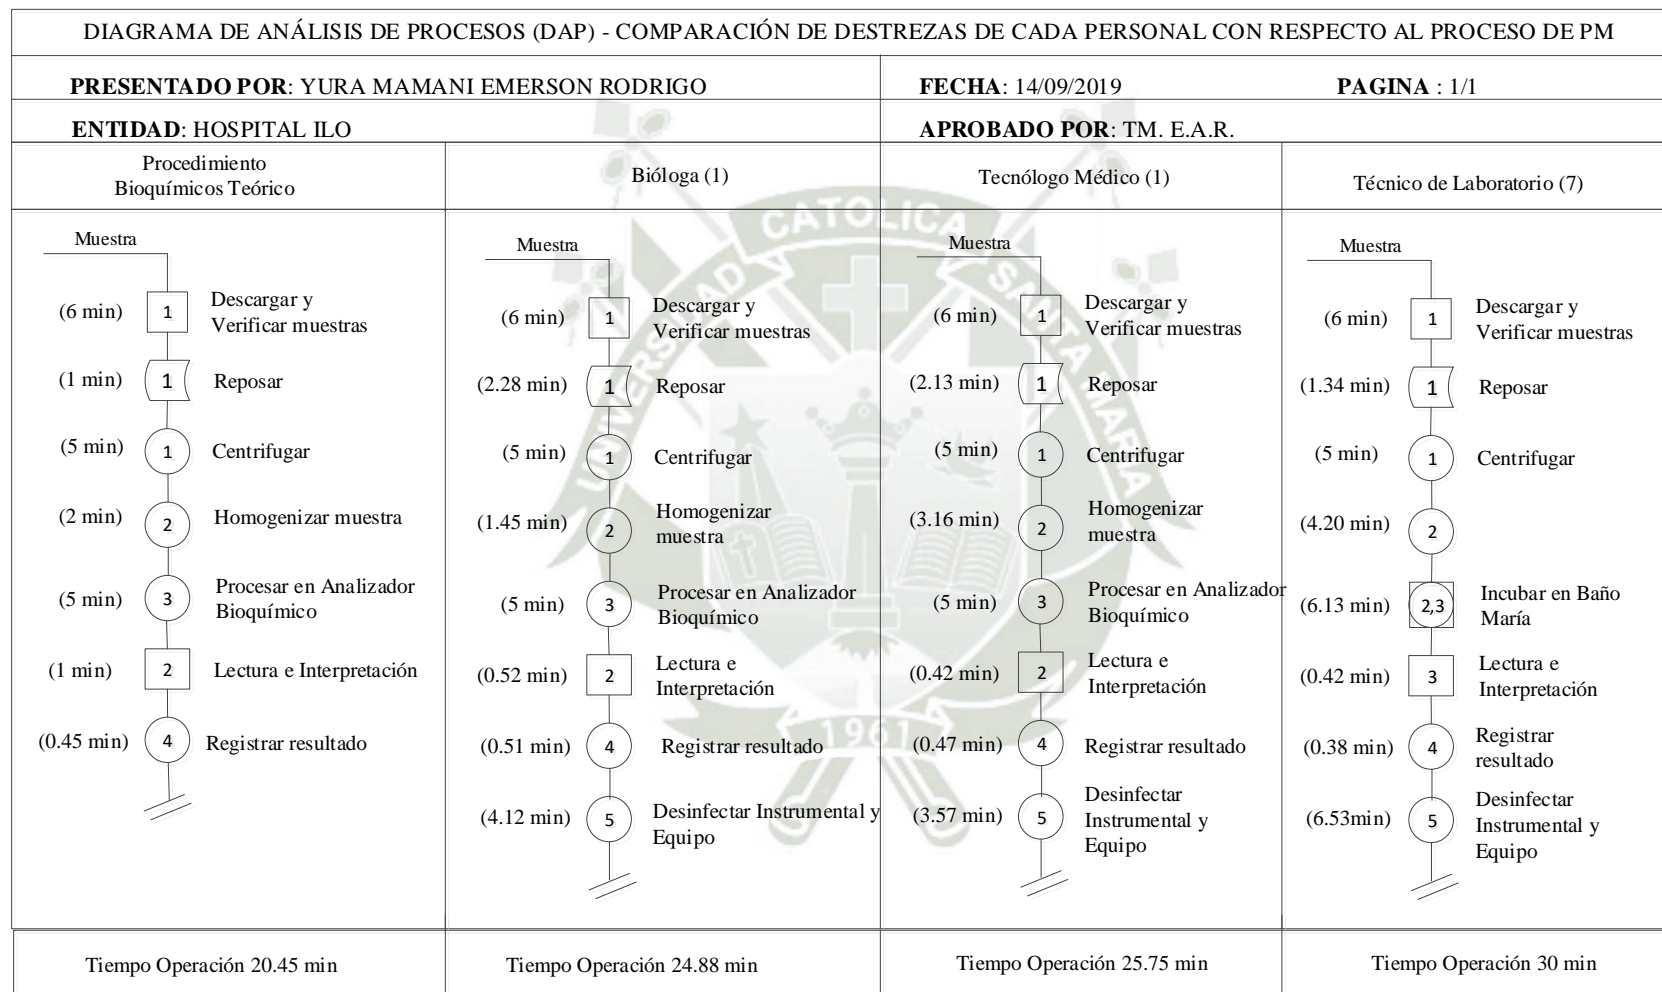 DIAGRAMA DE ANÁLISIS DE PROCESOS (DAP) - COMPARACIÓN DE DESTREZAS DE CADA PERSONAL CON RESPECTO AL PROCESO DE PM
PRESENTADO POR: YURA MAMANI EMERSON RODRIGO
FECHA: 14/09/2019
PAGINA : 1/1
ENTIDAD: HOSPITAL ILO
APROBADO POR: TM. E.A.R.
Procedimiento
Bioquímicos Teórico
Muestra
(6 min) 1 Descargar y
Verificar muestras
(1 min) 1 Reposar
(5 min) 1 Centrifugar
(2 min) 2 Homogenizar muestra
(5 min) 3 Procesar en Analizador
Bioquímico
(1 min) 2 Lectura e Interpretación
(0.45 min) 4 Registrar resultado
Tiempo Operación 20.45 min
Bióloga (1)
Muestra
(6 min) 1 Descargar y
Verificar muestras
(2.28 min) 1 Reposar
(5 min) 1 Centrifugar
(1.45 min) 2 Homogenizar
muestra
(5 min) 3 Procesar en Analizador
Bioquímico
(0.52 min) 2 Lectura e
Interpretación
(0.51 min) 4 Registrar resultado
(4.12 min) 5 Desinfectar Instrumental y
Equipo
Tiempo Operación 24.88 min
Tecnólogo Médico (1)
Muestra
(6 min) 1 Descargar y
Verificar muestras
(2.13 min) 1 Reposar
(5 min) 1 Centrifugar
(3.16 min) 2 Homogenizar
muestra
(5 min) 3 Procesar en Analizador
Bioquímico
(0.42 min) 2 Lectura e
Interpretación
(0.47 min) 4 Registrar resultado
(3.57 min) 5 Desinfectar
Instrumental y
Equipo
Tiempo Operación 25.75 min
Técnico de Laboratorio (7)
Muestra
(6 min) 1 Descargar y
Verificar muestras
(1.34 min) 1 Reposar
(5 min) 1 Centrifugar
(4.20 min) 2
(6.13 min) 2,3 Incubar en Baño
María
(0.42 min) 3 Lectura e
Interpretación
(0.38 min) 4 Registrar
resultado
(6.53min) 5 Desinfectar
Instrumental y
Equipo
Tiempo Operación 30 min
UNIVERSIDAD CATOLICA SANTA MARIA
1961